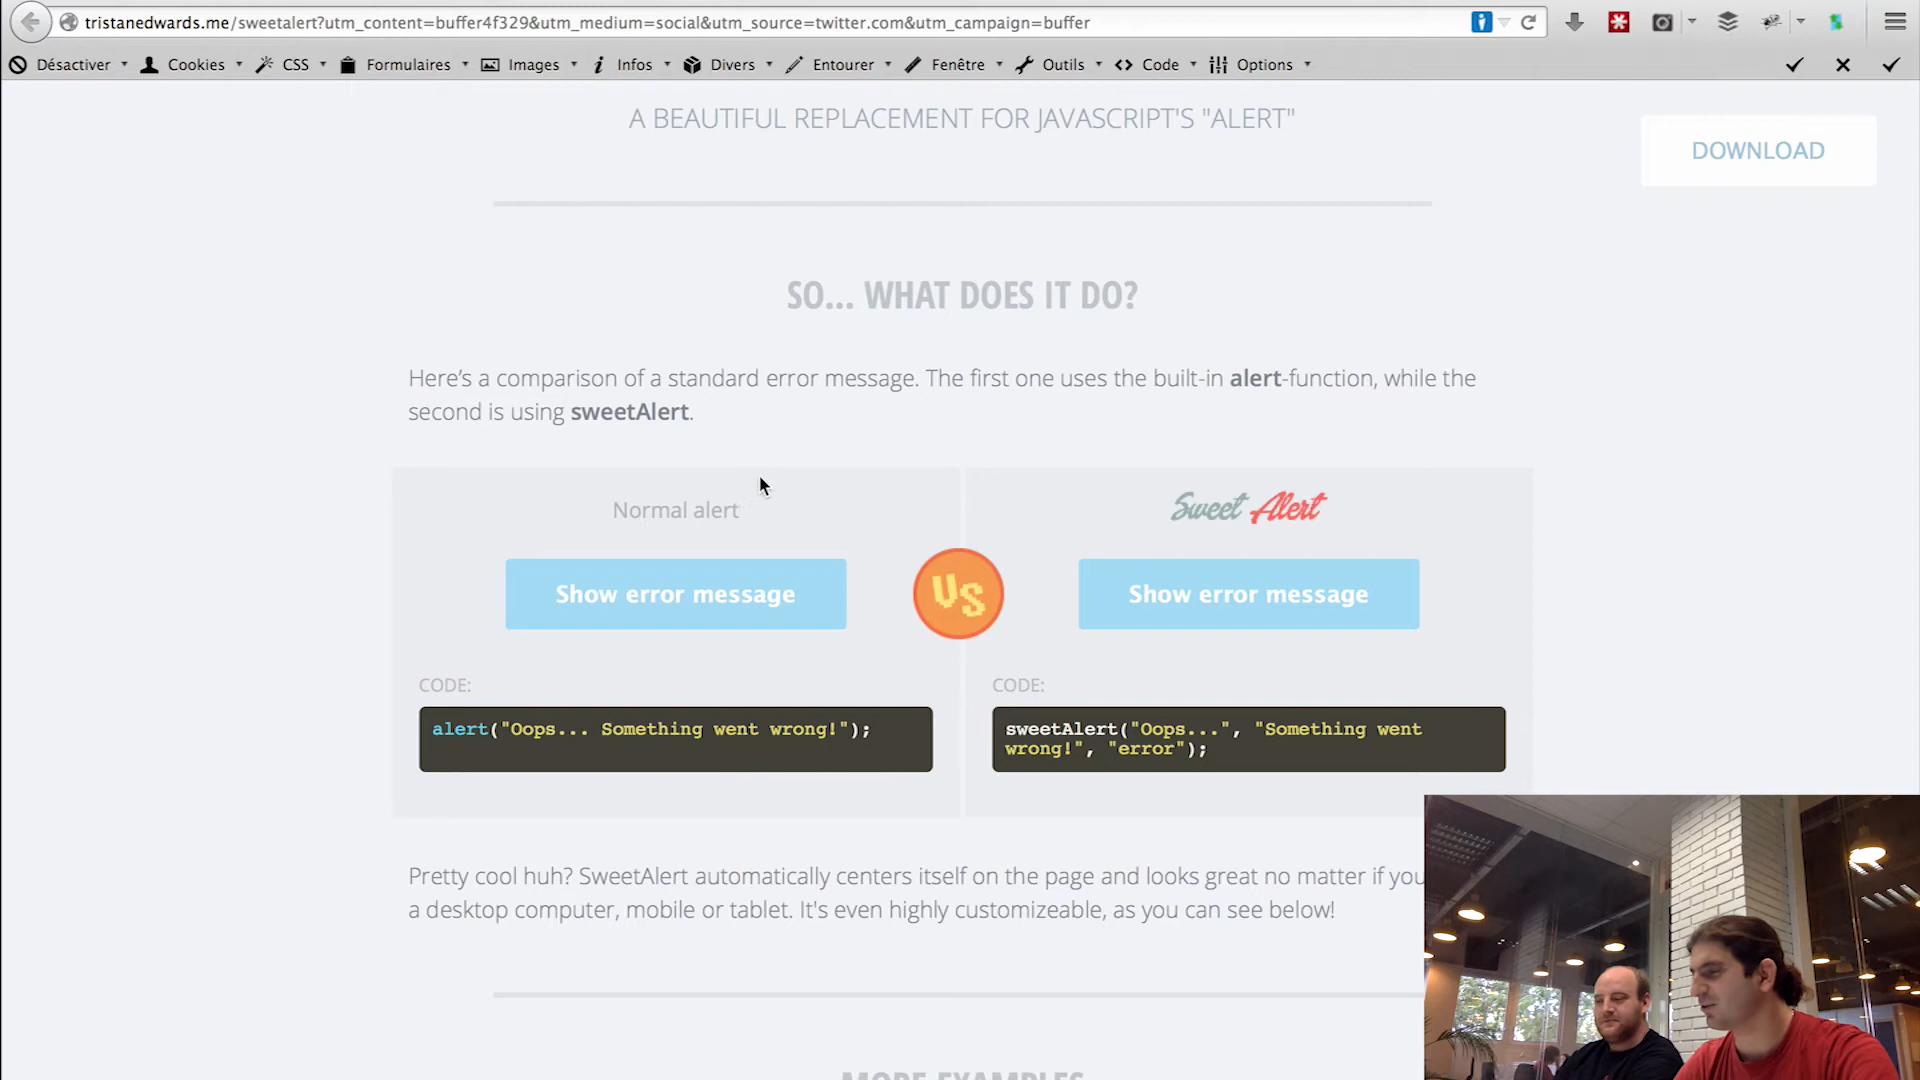 tristanedwards.me/sweetalert?utm_content=buffer4f329&utm_medium=social&utm_source=twitter.com&utm_campaign=buffer
Désactiver Cookies CSS Formulaires Images Infos Divers Entourer Fenêtre Outils Code Options
A BEAUTIFUL REPLACEMENT FOR JAVASCRIPT'S "ALERT"
DOWNLOAD
SO... WHAT DOES IT DO?
Here's a comparison of a standard error message. The first one uses the built-in alert-function, while the
second is using sweetAlert.
Normal alert
Show error message
CODE:
alert("Oops... Something went wrong!");
VS
Sweet Alert
Show error message
CODE:
sweetAlert("Oops...", "Something went
wrong!", "error");
Pretty cool huh? SweetAlert automatically centers itself on the page and looks great no matter if you
a desktop computer, mobile or tablet. It's even highly customizeable, as you can see below!
MORE EXAMPLES